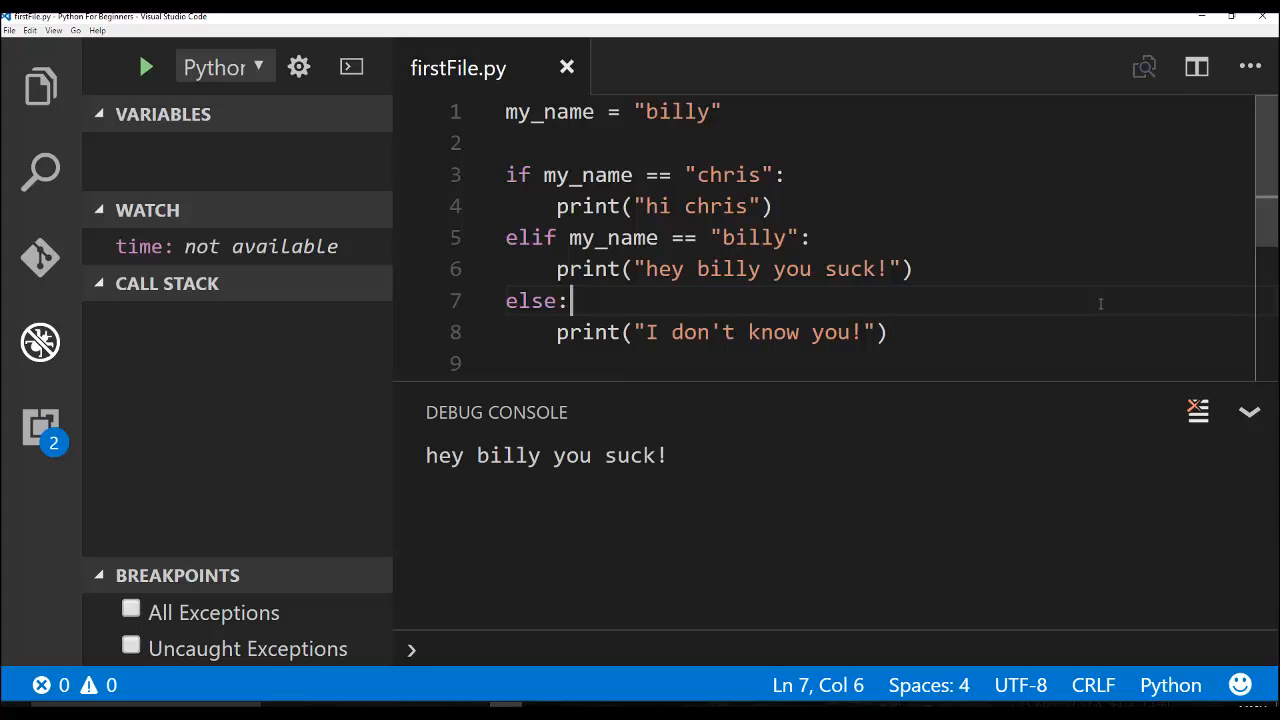 firstFile.py - Python For Beginners - Visual Studio Code
File Edit View Go Help
Python
firstFile.py
VARIABLES
WATCH
time: not available
CALL STACK
2
BREAKPOINTS
All Exceptions
Uncaught Exceptions
1 my_name = "billy"
2
3 if my_name == "chris":
4 print("hi chris")
5 elif my_name == "billy":
6 print("hey billy you suck!")
7 else:
8 print("I don't know you!")
9
DEBUG CONSOLE
hey billy you suck!
0 0 Ln 7, Col 6 Spaces: 4 UTF-8 CRLF Python